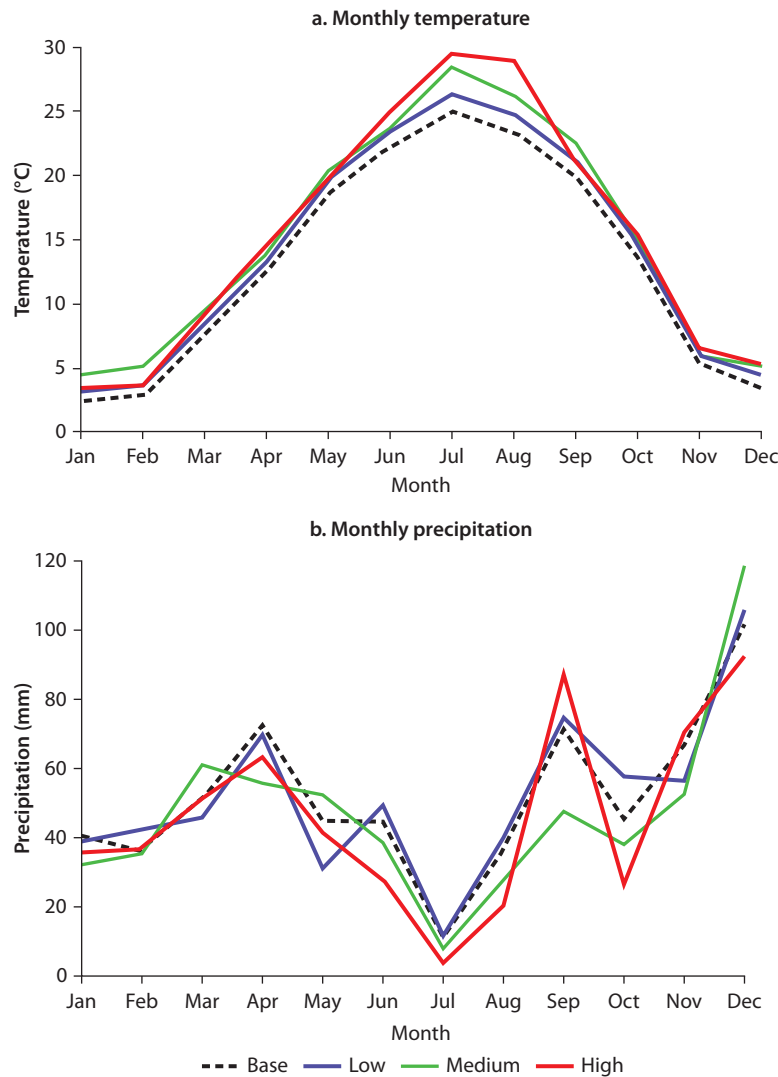 a. Monthly temperature
30
25
20
15
10
5
0
Temperature (°C)
Jan Feb Mar Apr May Jun Jul Aug Sep Oct Nov Dec
Month
b. Monthly precipitation
120
100
80
60
40
20
0
Precipitation (mm)
Jan Feb Mar Apr May Jun Jul Aug Sep Oct Nov Dec
Month
Base Low Medium High